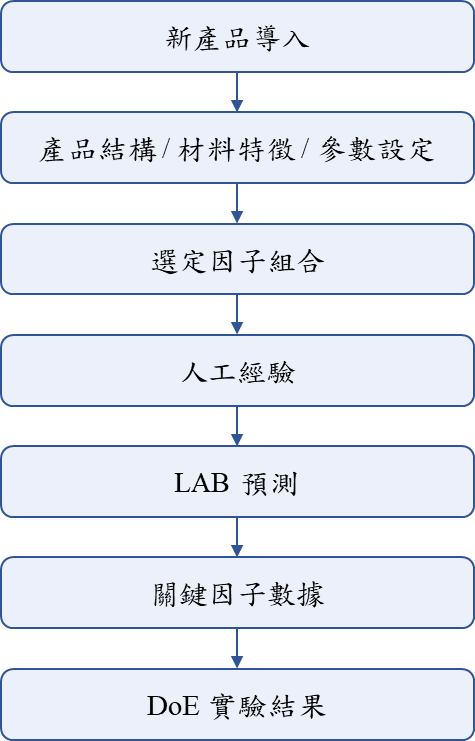 新產品導入
產品結構 / 材料特徵 / 參數設定
選定因子組合
人工經驗
LAB 預測
關鍵因子數據
DoE 實驗結果